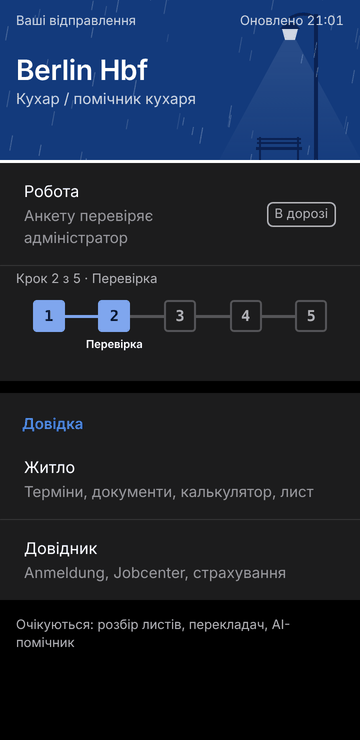 Ваші відправлення
Оновлено 21:01
Berlin Hbf
Кухар / помічник кухаря
Робота
Анкету перевіряє
адміністратор
В дорозі
Крок 2 з 5 · Перевірка
1 2 3 4 5
Перевірка
Довідка
Житло
Терміни, документи, калькулятор, лист
Довідник
Anmeldung, Jobcenter, страхування
Очікуються: розбір листів, перекладач, AI-
помічник